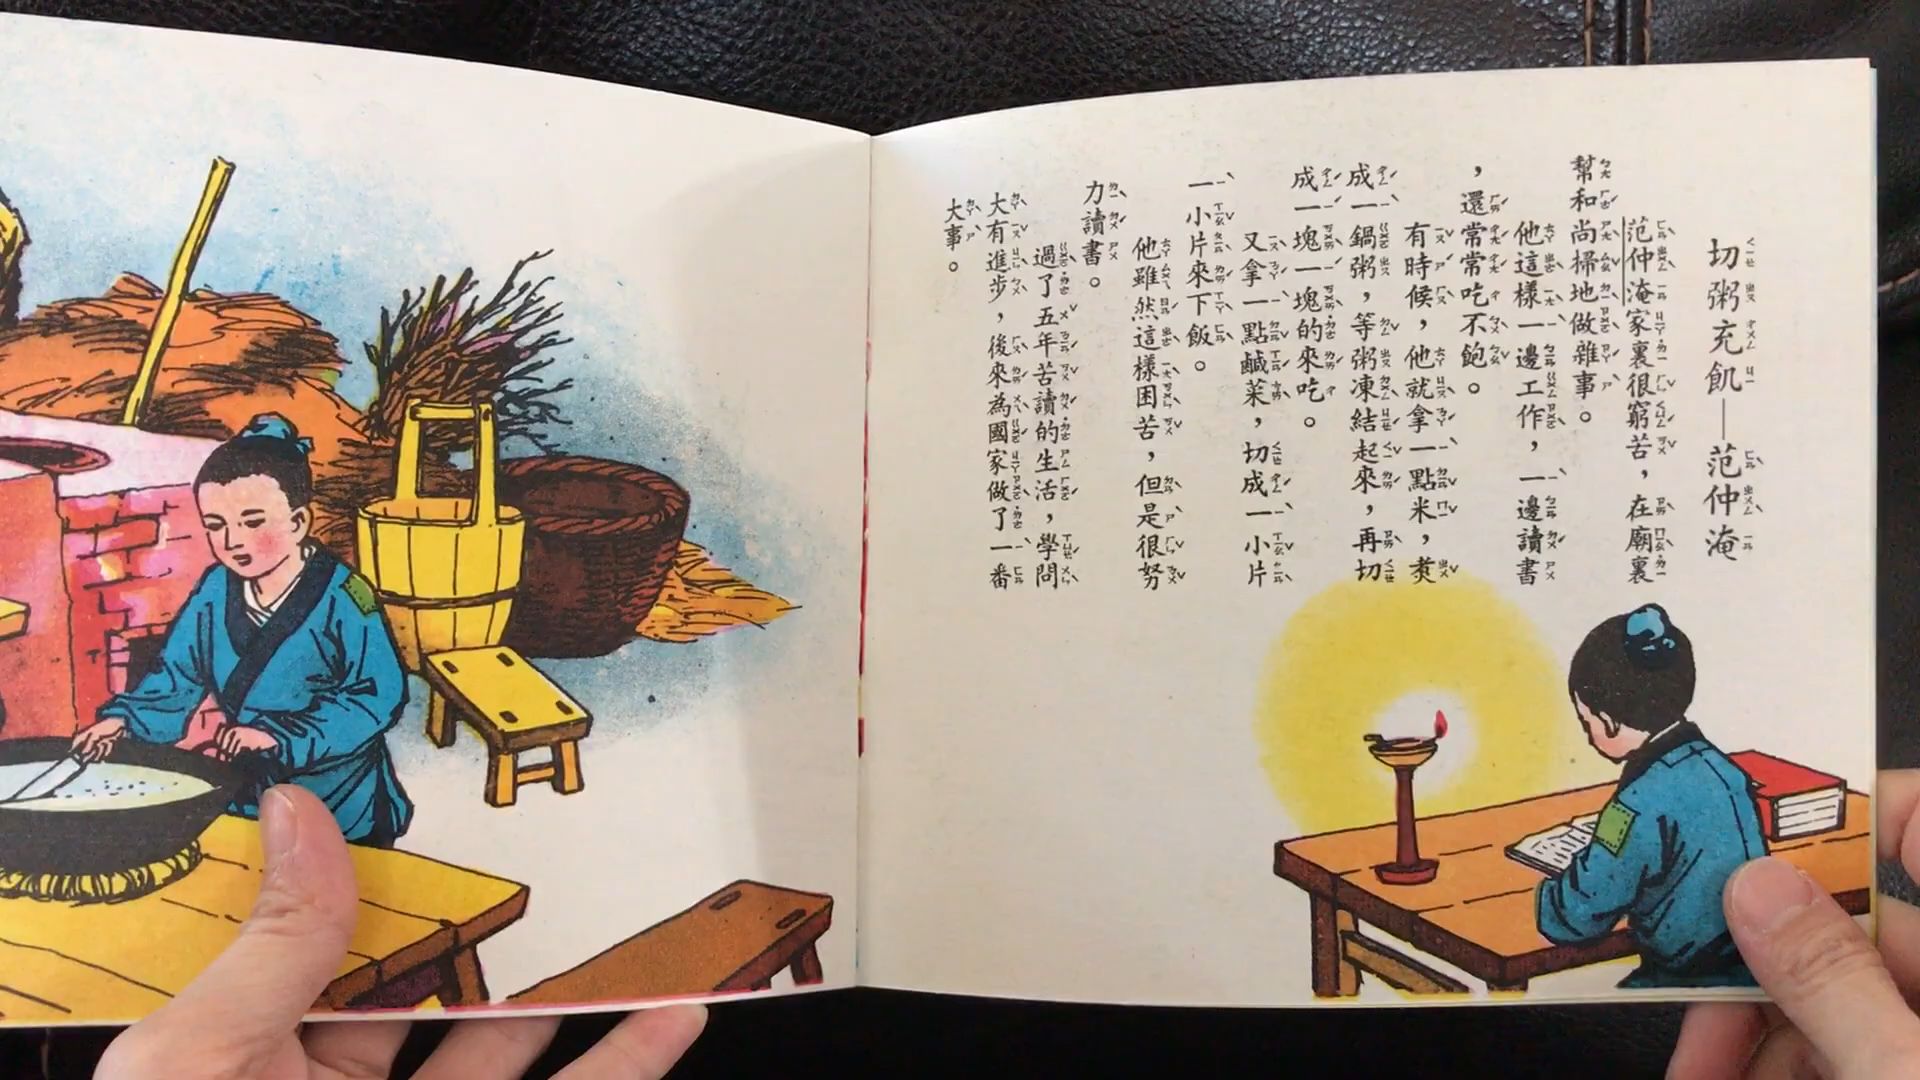 切粥充飢—范仲淹
范仲淹家裏很窮苦，在廟裏
幫和尚掃地做雜事。
他這樣一邊工作，一邊讀書
，還常常吃不飽。
有時候，他就拿一點米，煑
成一鍋粥，等粥凍結起來，再切
成一塊一塊的來吃。
又拿一點鹹菜，切成一小片
一小片來下飯。
他雖然這樣困苦，但是很努
力讀書。
過了五年苦讀的生活，學問
大有進步，後來為國家做了一番
大事。